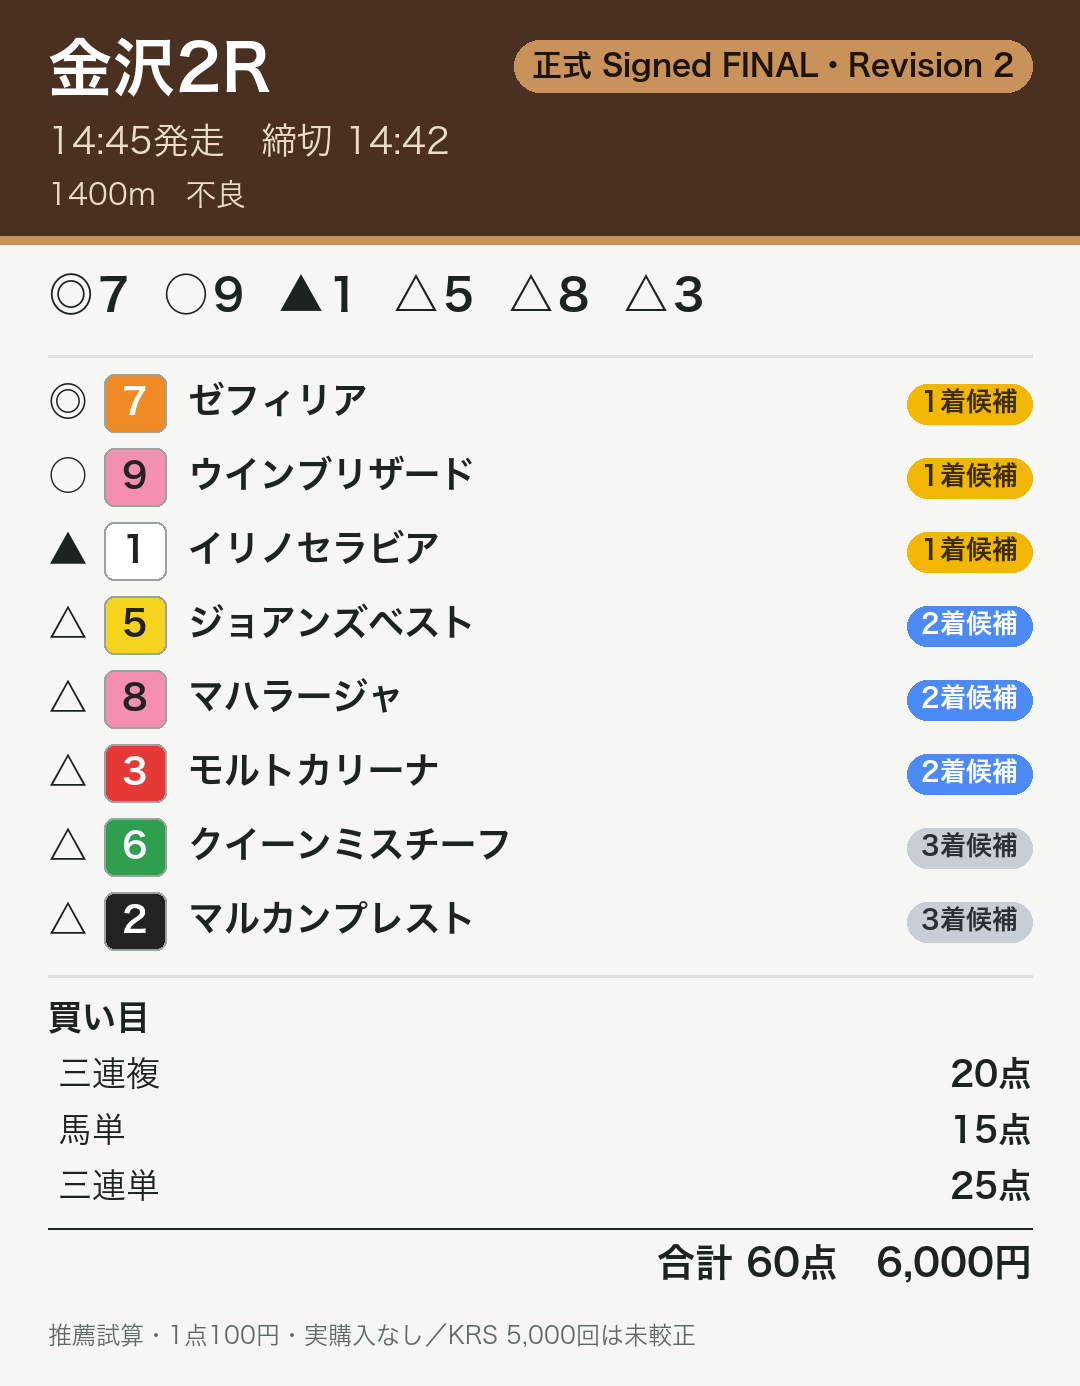 金沢2R
正式 Signed FINAL・Revision 2
14:45発走　締切 14:42
1400m　不良
◎7 ○9 ▲1 △5 △8 △3
◎ 7 ゼフィリア 1着候補
○ 9 ウインブリザード 1着候補
▲ 1 イリノセラビア 1着候補
△ 5 ジョアンズベスト 2着候補
△ 8 マハラージャ 2着候補
△ 3 モルトカリーナ 2着候補
△ 6 クイーンミスチーフ 3着候補
△ 2 マルカンプレスト 3着候補
買い目
三連複 20点
馬単 15点
三連単 25点
合計 60点　6,000円
推薦試算・1点100円・実購入なし／KRS 5,000回は未較正